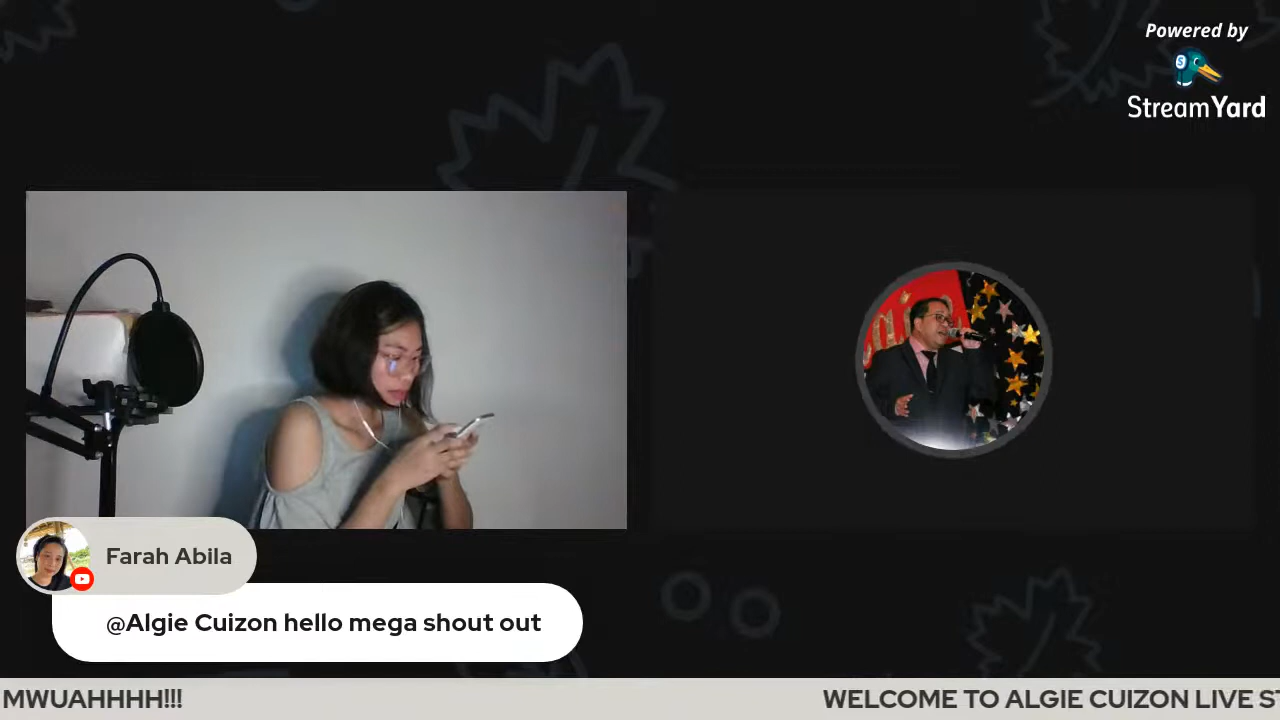 Powered by
StreamYard
Farah Abila
@Algie Cuizon hello mega shout out
MWUAHHHH!!!
WELCOME TO ALGIE CUIZON LIVE ST